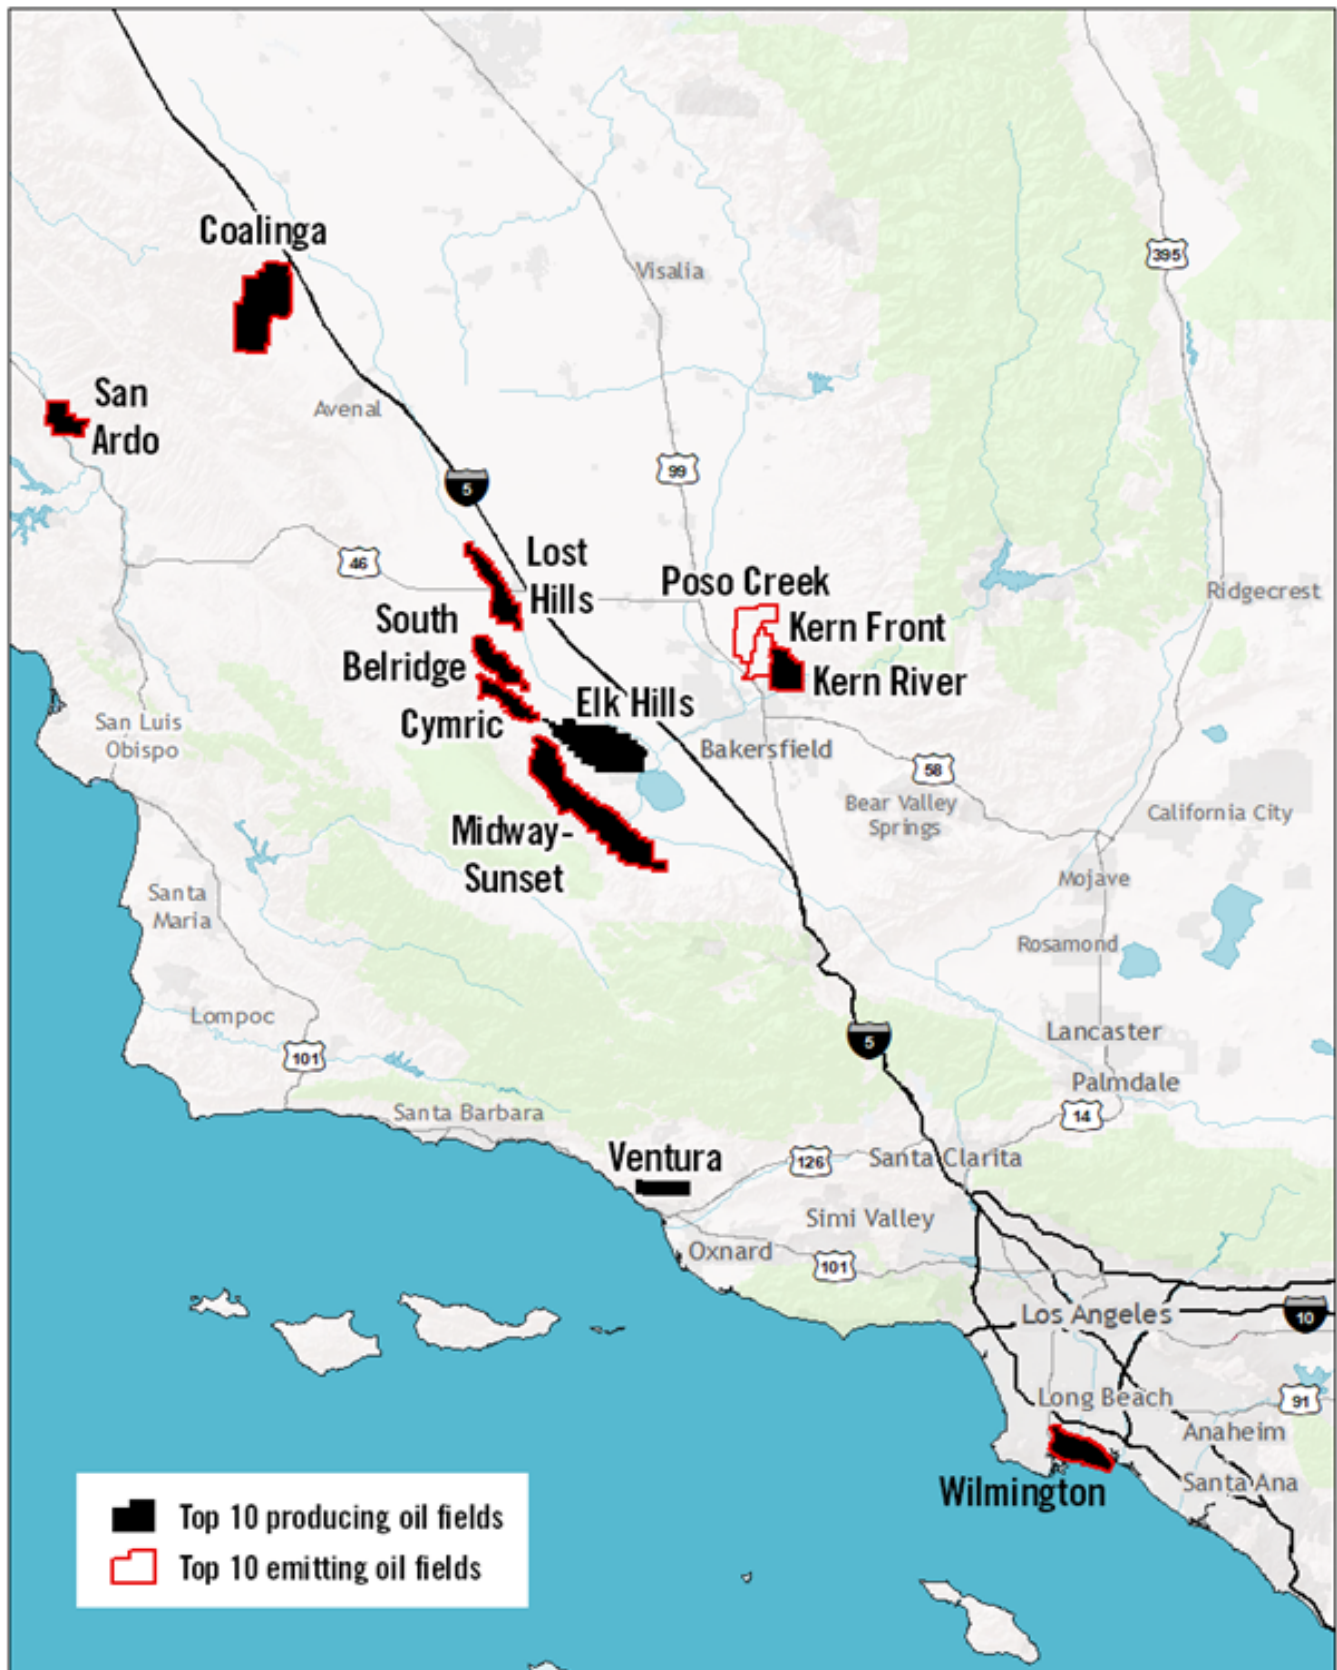 Coalinga
Visalia
395
San
Ardo
Avenal
99
5
46
Lost
Hills
Poso Creek
Ridgecrest
South
Belridge
Kern Front
Kern River
Cymric
Elk Hills
San Luis
Obispo
Bakersfield
58
Bear Valley
Springs
California City
Midway-
Sunset
Mojave
Santa
Maria
Rosamond
Lompoc
101
5
Lancaster
Palmdale
14
Santa Barbara
Ventura
126
Santa Clarita
Simi Valley
Oxnard
101
Los Angeles
10
Long Beach
91
Anaheim
Santa Ana
Wilmington
Top 10 producing oil fields
Top 10 emitting oil fields